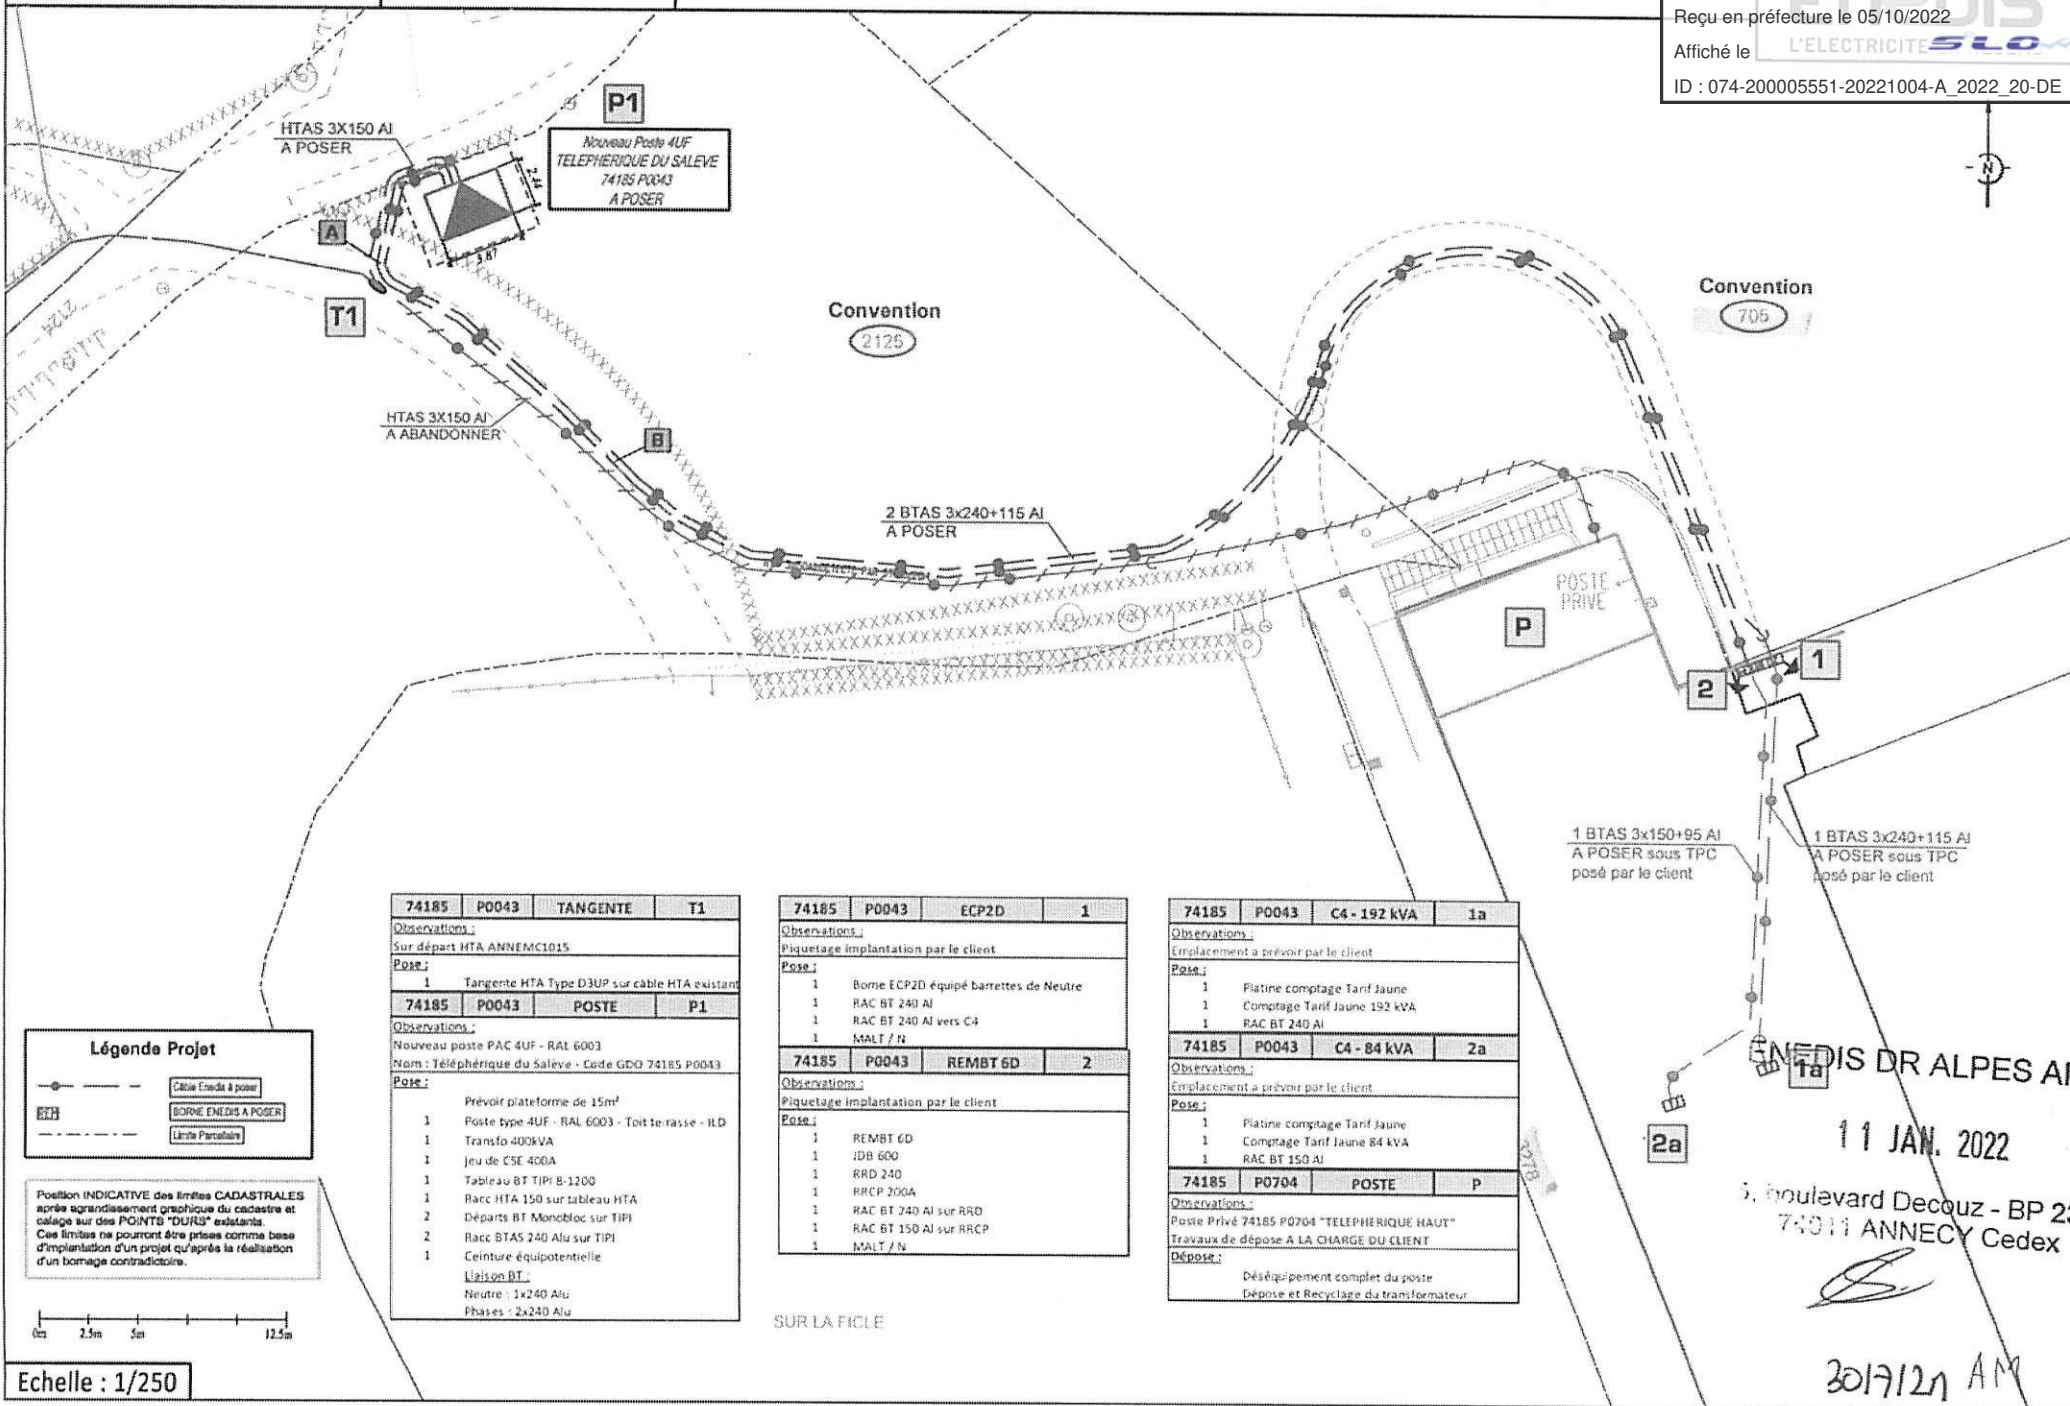 Reçu en préfecture le 05/10/2022
Affiché le
L'ELECTRICITE
SLO
ID : 074-200005551-20221004-A_2022_20-DE
N
P1
Nouveau Poste 4UF
TELEPHERIQUE DU SALEVE
74185 P0043
A POSER
HTAS 3X150 Al
A POSER
2.44
5.87
A
T1
2124
Convention
2125
Convention
705
HTAS 3X150 Al
A ABANDONNER
B
2 BTAS 3x240+115 Al
A POSER
POSTE
PRIVE
P
1
2
1 BTAS 3x150+95 Al
A POSER sous TPC
posé par le client
1 BTAS 3x240+115 Al
A POSER sous TPC
posé par le client
74185 P0043 TANGENTE T1
Observations :
Sur départ HTA ANNEMC1015
Pose :
1 Tangente HTA Type D3UP sur câble HTA existant
74185 P0043 POSTE P1
Observations :
Nouveau poste PAC 4UF - RAL 6003
Nom : Téléphérique du Salève - Code GDO 74185 P0043
Pose :
Prévoir plateforme de 15m²
1 Poste type 4UF - RAL 6003 - Toit terrasse - ILD
1 Transfo 400kVA
1 jeu de CSE 400A
1 Tableau BT TIPI 8-1200
1 Racc HTA 150 sur tableau HTA
2 Départs BT Monobloc sur TIPI
2 Racc BTAS 240 Alu sur TIPI
1 Ceinture équipotentielle
Liaison BT :
Neutre : 1x240 Alu
Phases : 2x240 Alu
74185 P0043 ECP2D 1
Observations :
Piquetage implantation par le client
Pose :
1 Borne ECP2D équipé barrettes de Neutre
1 RAC BT 240 Al
1 RAC BT 240 Al vers C4
1 MALT / N
74185 P0043 REMBT 6D 2
Observations :
Piquetage implantation par le client
Pose :
1 REMBT 6D
1 JDB 600
1 RRD 240
1 RRCP 200A
1 RAC BT 240 Al sur RRD
1 RAC BT 150 Al sur RRCP
1 MALT / N
74185 P0043 C4 - 192 kVA 1a
Observations :
Emplacement a prévoir par le client
Pose :
1 Platine comptage Tarif Jaune
1 Comptage Tarif Jaune 192 kVA
1 RAC BT 240 Al
74185 P0043 C4 - 84 kVA 2a
Observations :
Emplacement a prévoir par le client
Pose :
1 Platine comptage Tarif Jaune
1 Comptage Tarif Jaune 84 kVA
1 RAC BT 150 Al
74185 P0704 POSTE P
Observations :
Poste Privé 74185 P0704 "TELEPHERIQUE HAUT"
Travaux de dépose A LA CHARGE DU CLIENT
Dépose :
Déséquipement complet du poste
Dépose et Recyclage du transformateur
Légende Projet
Câble Enedis à poser
BORNE ENEDIS A POSER
Limite Parcellaire
Position INDICATIVE des limites CADASTRALES
après agrandissement graphique du cadastre et
calage sur des POINTS "DURS" existants.
Ces limites ne pourront être prises comme base
d'implantation d'un projet qu'après la réalisation
d'un bornage contradictoire.
0m 2.5m 5m 12.5m
Echelle : 1/250
SUR LA FICLE
1a
2a
ENEDIS DR ALPES
11 JAN. 2022
5, boulevard Decouz - BP
74011 ANNECY Cedex
30/7/21 AM